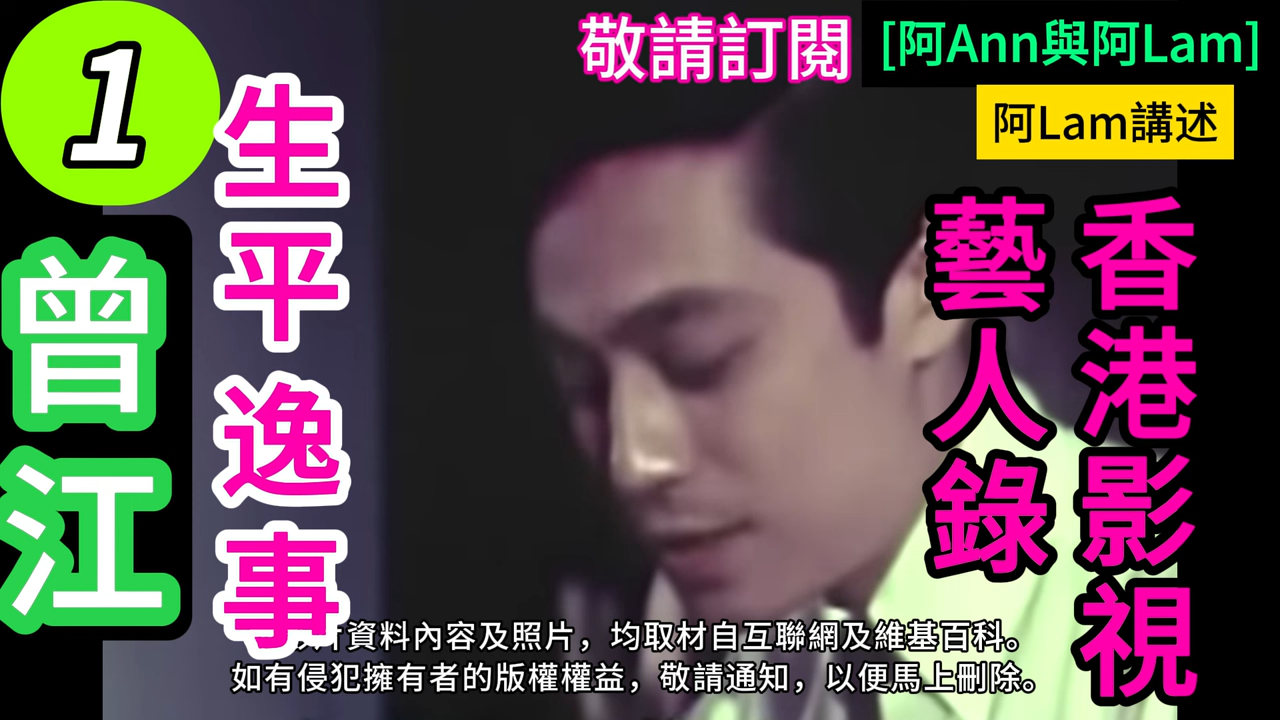 1
曾江
生平逸事
敬請訂閱
[阿Ann與阿Lam]
阿Lam講述
香港影視
藝人錄
資料內容及照片，均取材自互聯網及維基百科。
如有侵犯擁有者的版權權益，敬請通知，以便馬上刪除。